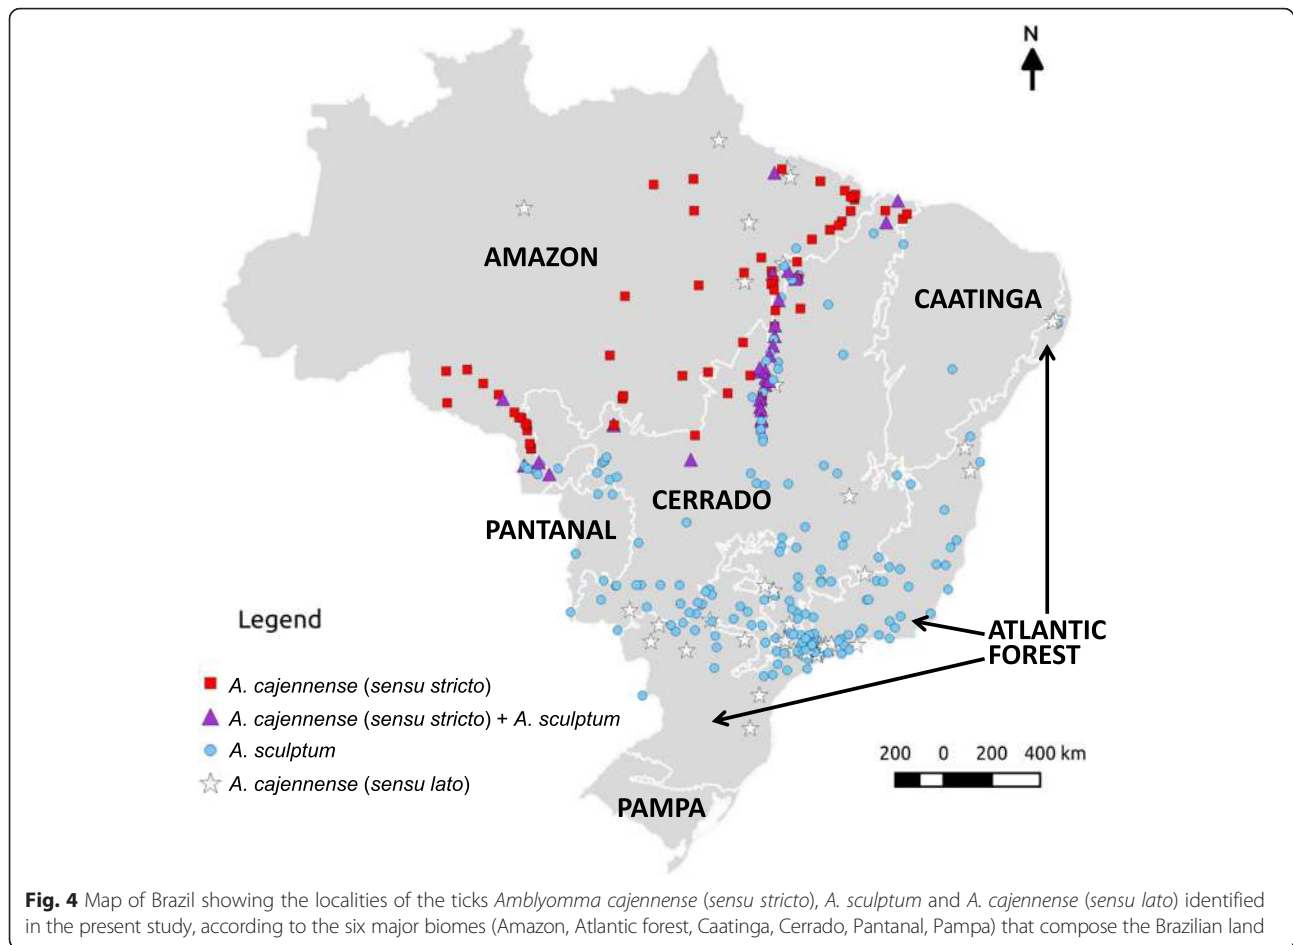 N
AMAZON
CAATINGA
CERRADO
PANTANAL
ATLANTIC
FOREST
Legend
A. cajennense (sensu stricto)
A. cajennense (sensu stricto) + A. sculptum
A. sculptum
A. cajennense (sensu lato)
200 0 200 400 km
PAMPA
Fig. 4 Map of Brazil showing the localities of the ticks Amblyomma cajennense (sensu stricto), A. sculptum and A. cajennense (sensu lato) identified
in the present study, according to the six major biomes (Amazon, Atlantic forest, Caatinga, Cerrado, Pantanal, Pampa) that compose the Brazilian land